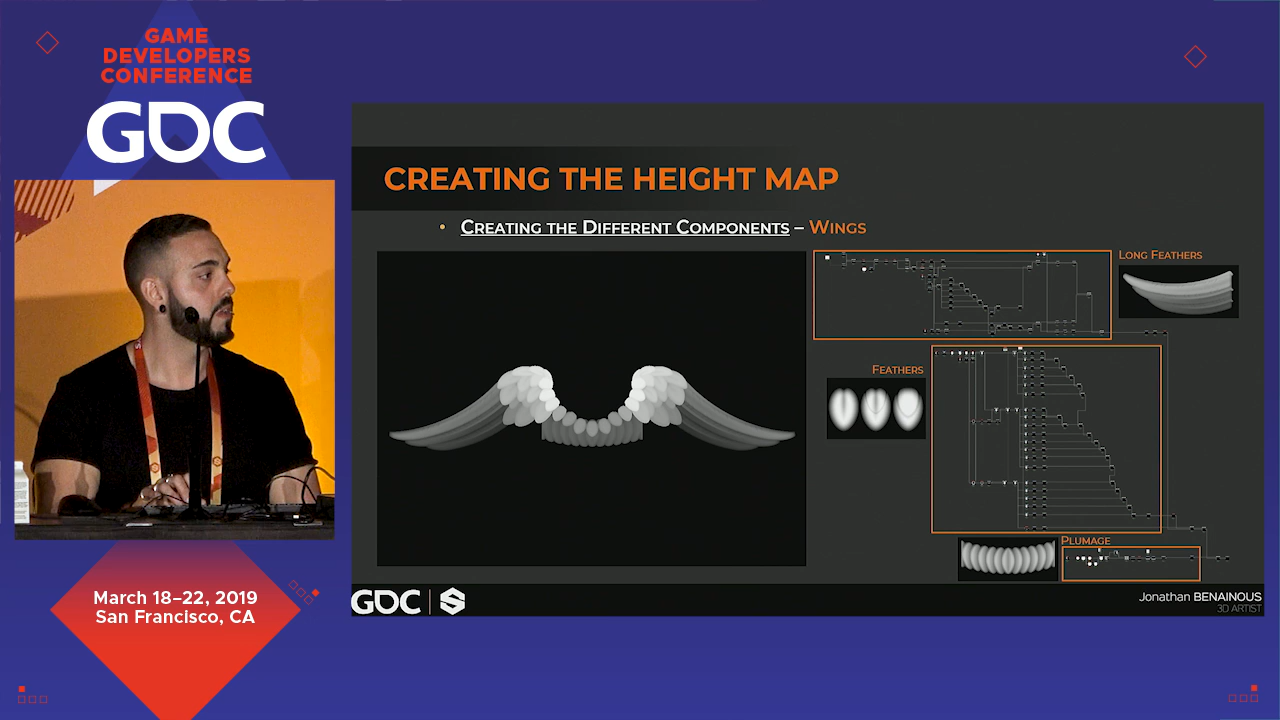 GAME
DEVELOPERS
CONFERENCE
GDC
March 18–22, 2019
San Francisco, CA
CREATING THE HEIGHT MAP
• Creating the Different Components – Wings
Long Feathers
Feathers
Plumage
GDC
Jonathan BENAINOUS
3D ARTIST